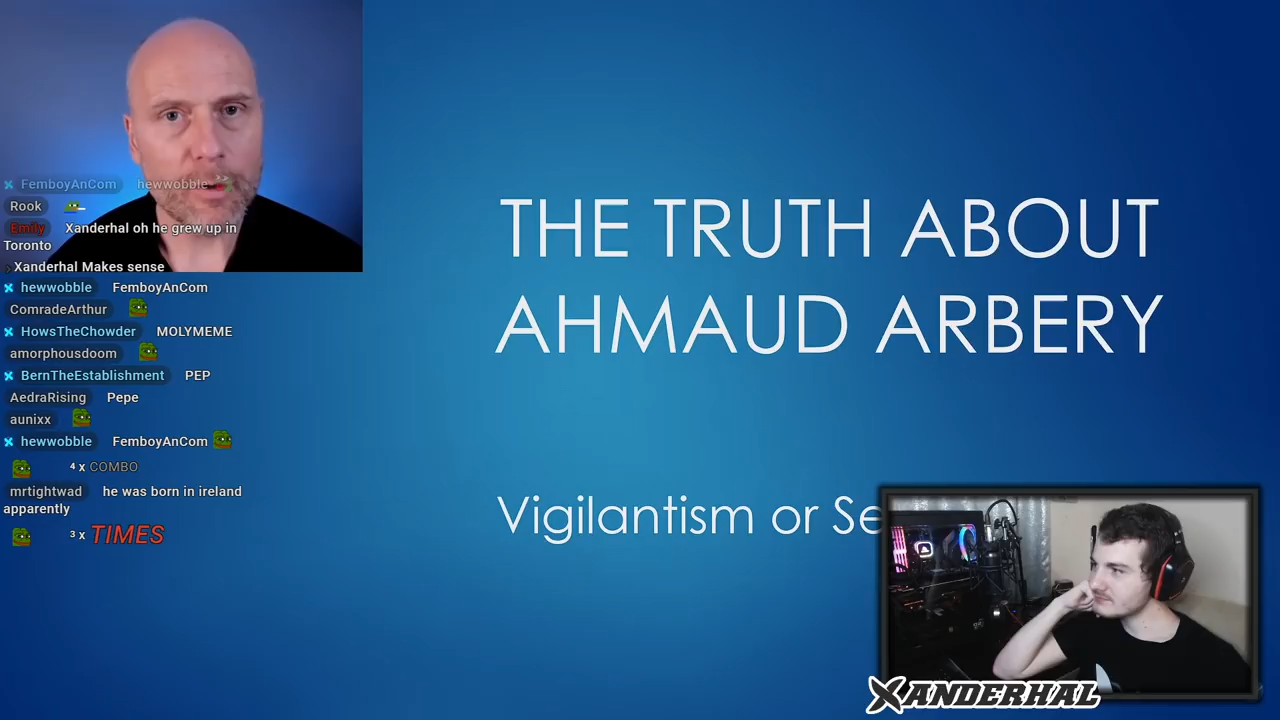 FemboyAnCom hewwobble
Rook
Emily Xanderhal oh he grew up in
Toronto
Xanderhal Makes sense
hewwobble FemboyAnCom
ComradeArthur
HowsTheChowder MOLYMEME
amorphousdoom
BernTheEstablishment PEP
AedraRising Pepe
aunixx
hewwobble FemboyAnCom
4 x COMBO
mrtightwad he was born in ireland
apparently
3 x TIMES
THE TRUTH ABOUT
AHMAUD ARBERY
Vigilantism or Se
XANDERHAL